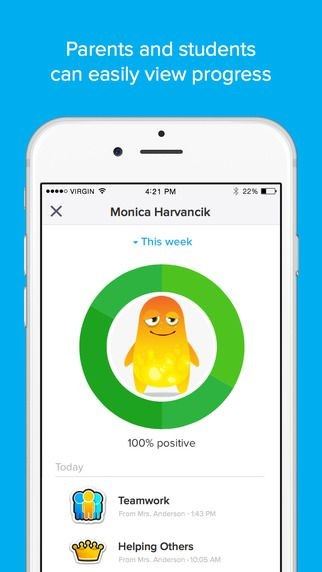 Parents and students
can easily view progress
VIRGIN 4:21 PM 22%
Monica Harvancik
This week
100% positive
Today
Teamwork
From Mrs. Anderson · 1:43 PM
Helping Others
From Mrs. Anderson · 10:05 AM